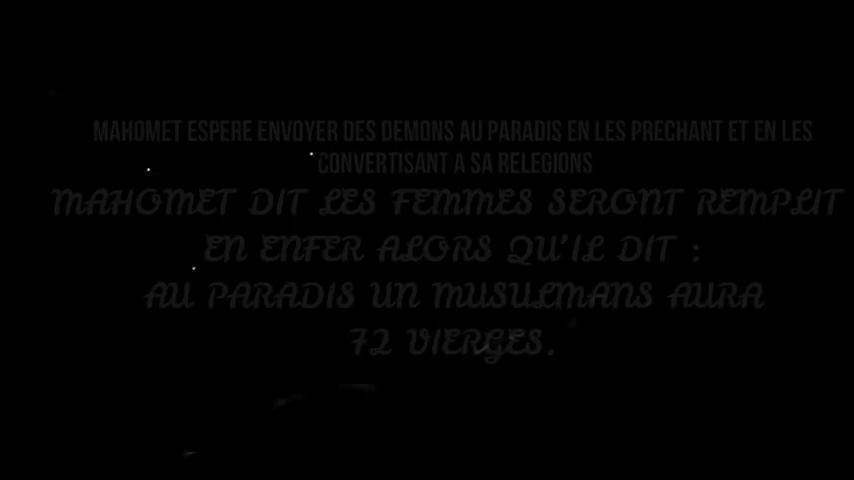 MAHOMET ESPERE ENVOYER DES DEMONS AU PARADIS EN LES PRECHANT ET EN LES
CONVERTISANT A SA RELEGIONS
MAHOMET DIT LES FEMMES SERONT REMPLIT
EN ENFER ALORS QU'IL DIT :
AU PARADIS UN MUSULMANS AURA
72 VIERGES.